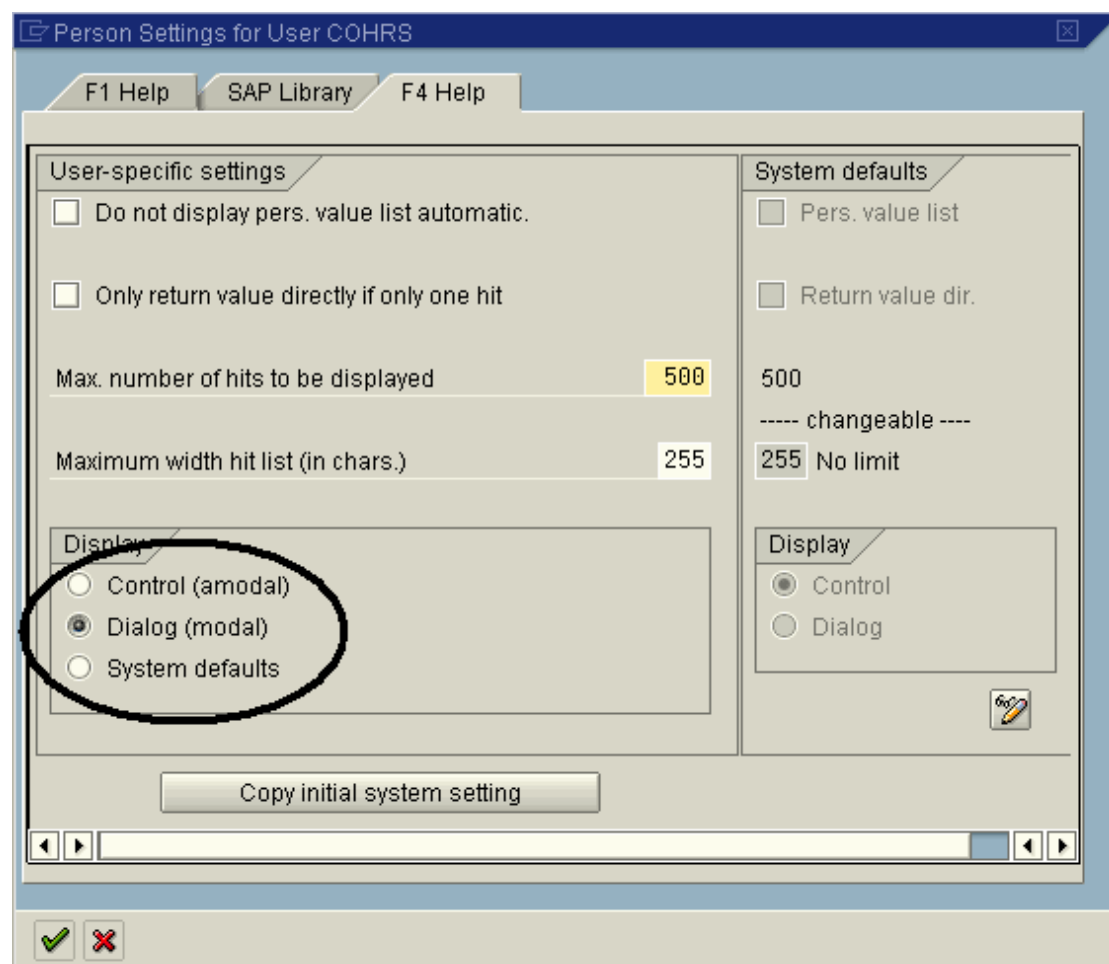 Person Settings for User COHRS
F1 Help SAP Library F4 Help
User-specific settings
Do not display pers. value list automatic.
Only return value directly if only one hit
Max. number of hits to be displayed 500
Maximum width hit list (in chars.) 255
Display
Control (amodal)
Dialog (modal)
System defaults
System defaults
Pers. value list
Return value dir.
500
----- changeable ----
255 No limit
Display
Control
Dialog
Copy initial system setting